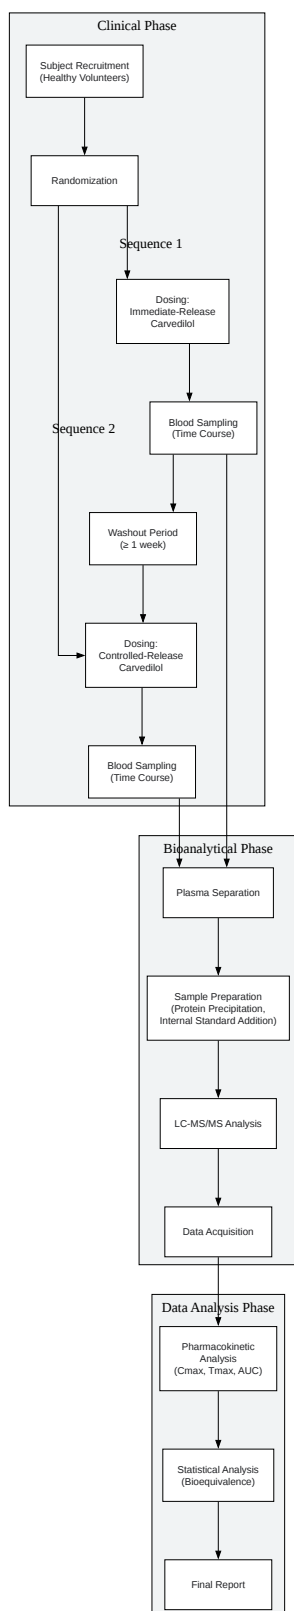 Clinical Phase
Subject Recruitment
(Healthy Volunteers)
Randomization
Sequence 1
Dosing:
Immediate-Release
Carvedilol
Blood Sampling
(Time Course)
Sequence 2
Washout Period
(≥ 1 week)
Dosing:
Controlled-Release
Carvedilol
Blood Sampling
(Time Course)
Bioanalytical Phase
Plasma Separation
Sample Preparation
(Protein Precipitation,
Internal Standard Addition)
LC-MS/MS Analysis
Data Acquisition
Data Analysis Phase
Pharmacokinetic
Analysis
(Cmax, Tmax, AUC)
Statistical Analysis
(Bioequivalence)
Final Report